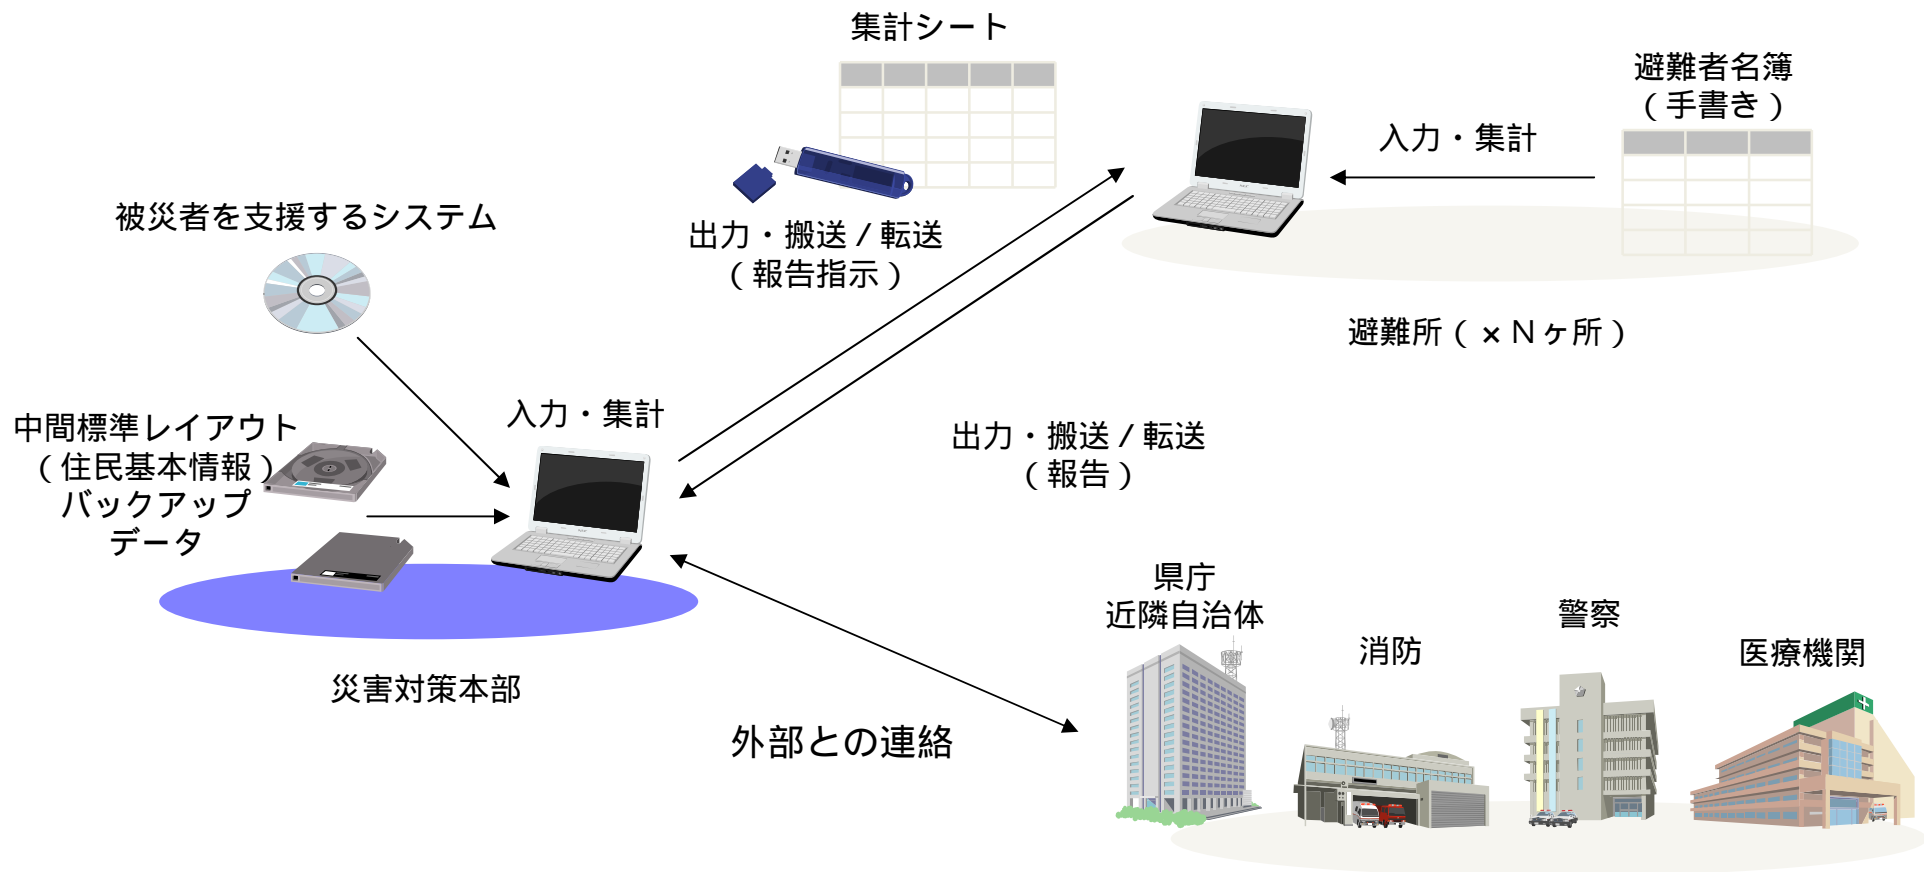 集計シート
避難者名簿
（手書き）
入力・集計
被災者を支援するシステム
出力・搬送／転送
（報告指示）
避難所（×Ｎヶ所）
中間標準レイアウト
（住民基本情報）
バックアップ
データ
入力・集計
出力・搬送／転送
（報告）
災害対策本部
外部との連絡
県庁
近隣自治体
消防
警察
医療機関